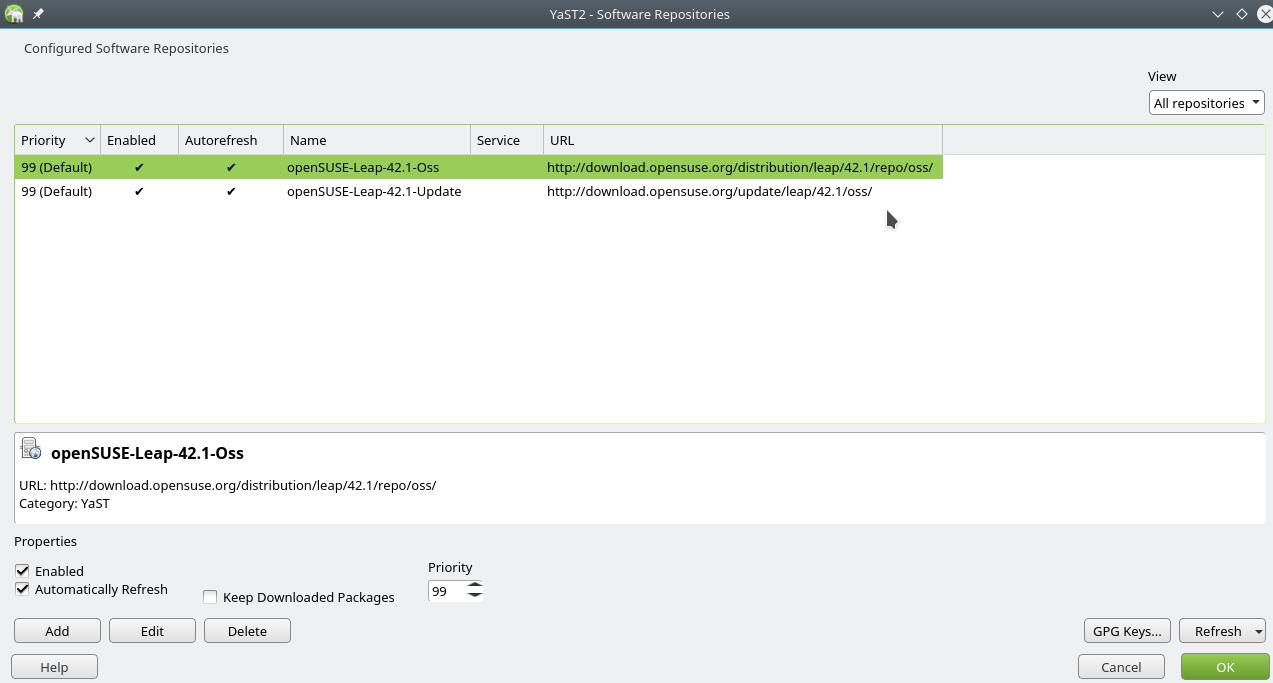 YaST2 - Software Repositories
Configured Software Repositories
View
All repositories
Priority Enabled Autorefresh Name Service URL
99 (Default) ✔ ✔ openSUSE-Leap-42.1-Oss http://download.opensuse.org/distribution/leap/42.1/repo/oss/
99 (Default) ✔ ✔ openSUSE-Leap-42.1-Update http://download.opensuse.org/update/leap/42.1/oss/
openSUSE-Leap-42.1-Oss
URL: http://download.opensuse.org/distribution/leap/42.1/repo/oss/
Category: YaST
Properties
Enabled
Automatically Refresh
Keep Downloaded Packages
Priority
99
Add Edit Delete GPG Keys... Refresh
Help Cancel OK